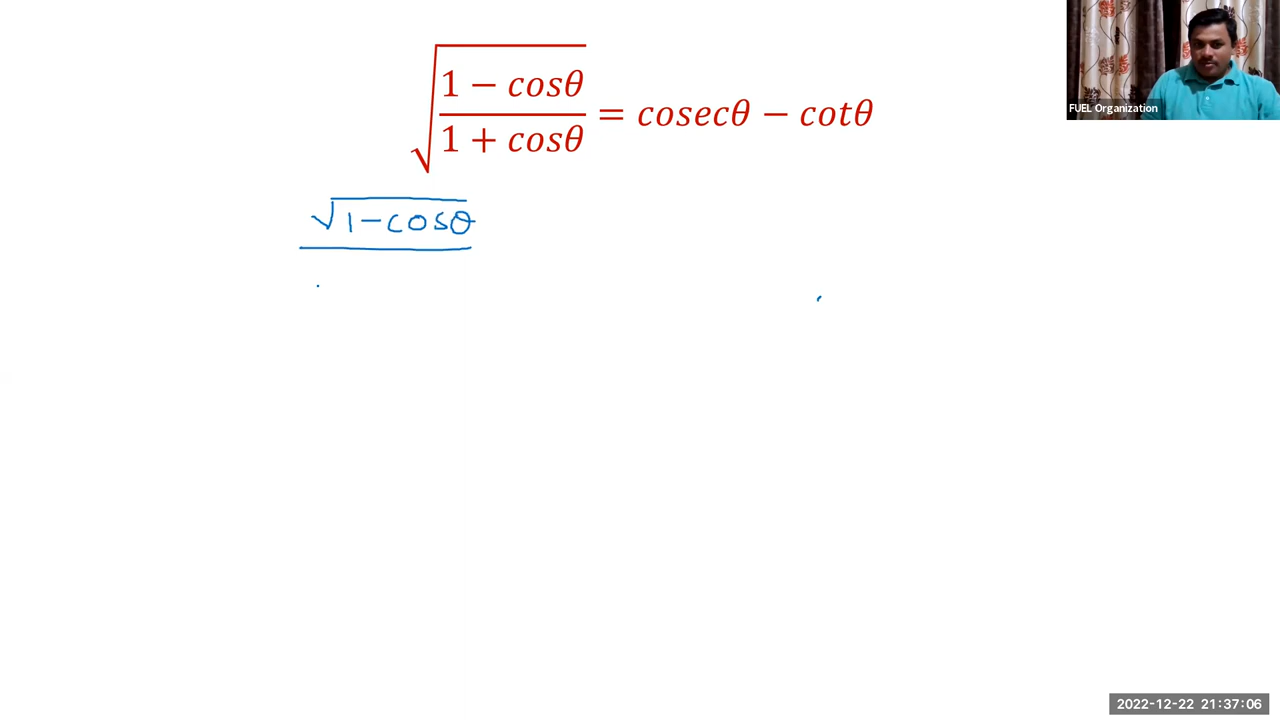 √((1 − cosθ)/(1 + cosθ)) = cosecθ − cotθ
√1−cosθ
FUEL Organization
2022-12-22 21:37:06